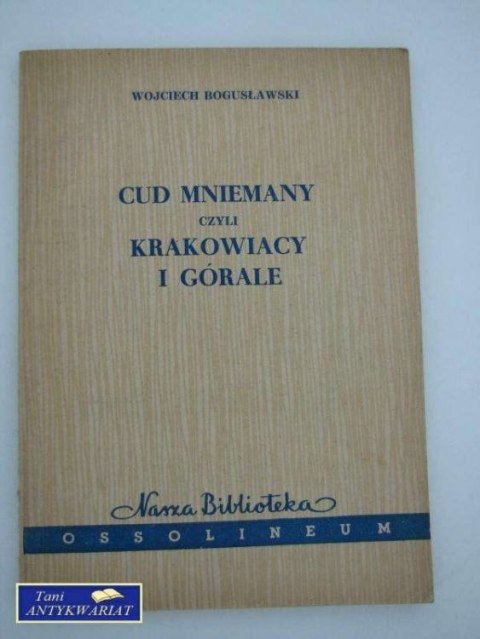 WOJCIECH BOGUSŁAWSKI
CUD MNIEMANY
CZYLI
KRAKOWIACY
I GÓRALE
Nasza Biblioteka
OSSOLINEUM
Tani
ANTYKWARIAT